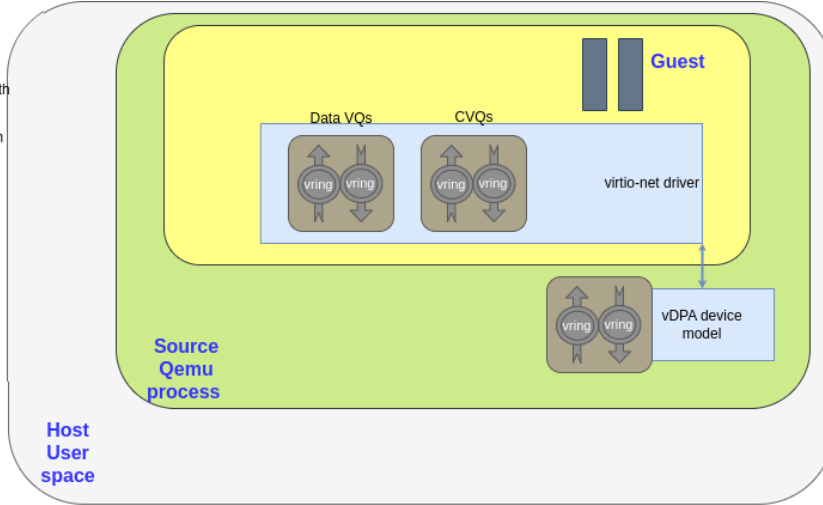 Guest
Data VQs
CVQs
vring
vring
vring
vring
virtio-net driver
vring
vring
vDPA device
model
Source
Qemu
process
Host
User
space